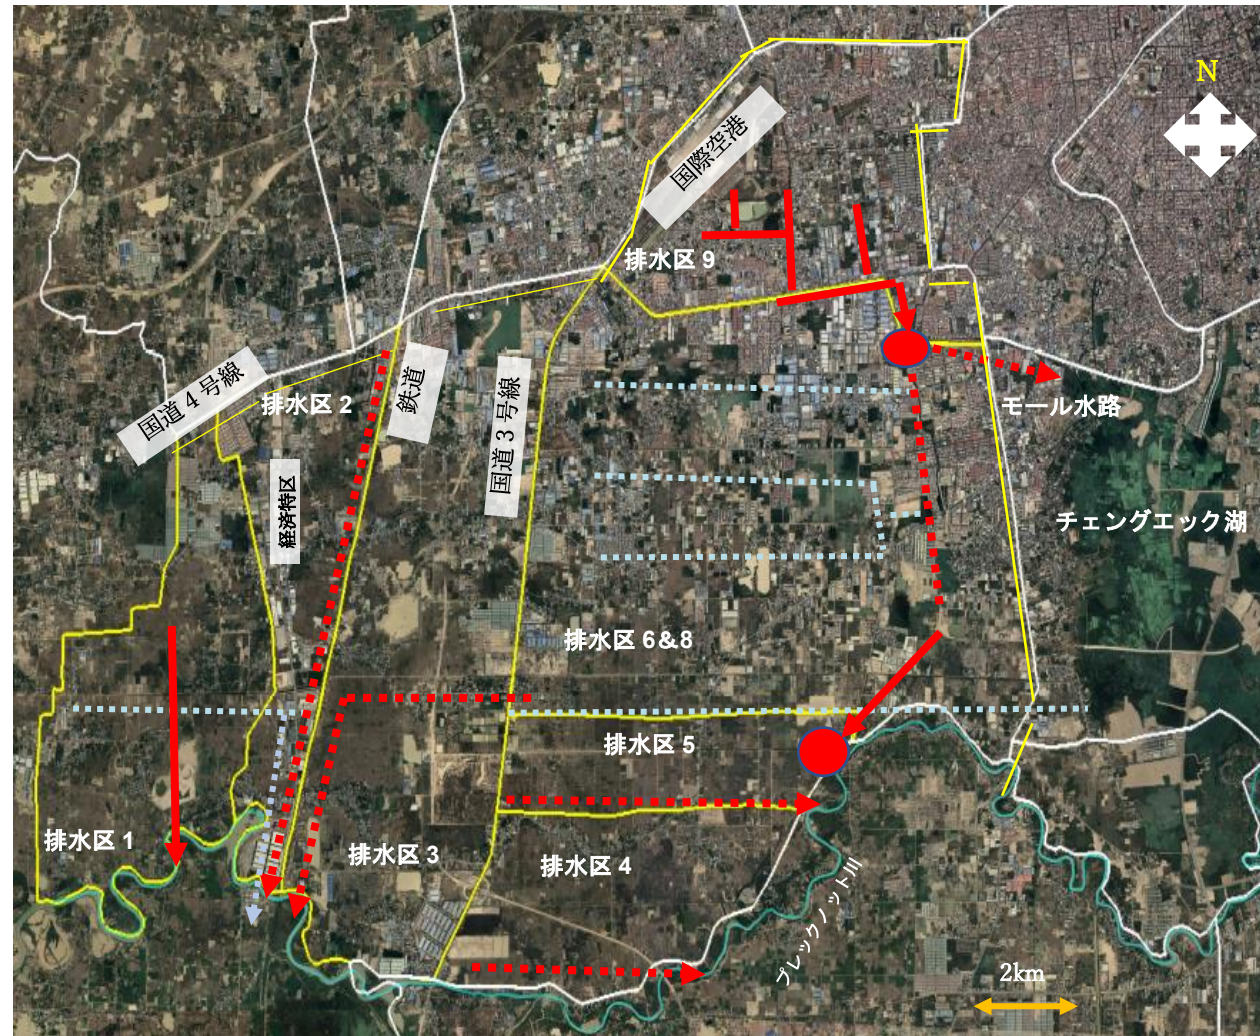 N
国際空港
排水区 9
国道 4 号線
排水区 2
鉄道
国道 3 号線
モール水路
経済特区
チェングエック湖
排水区 6&8
排水区 5
排水区 1
排水区 3
排水区 4
プレックノット川
2km